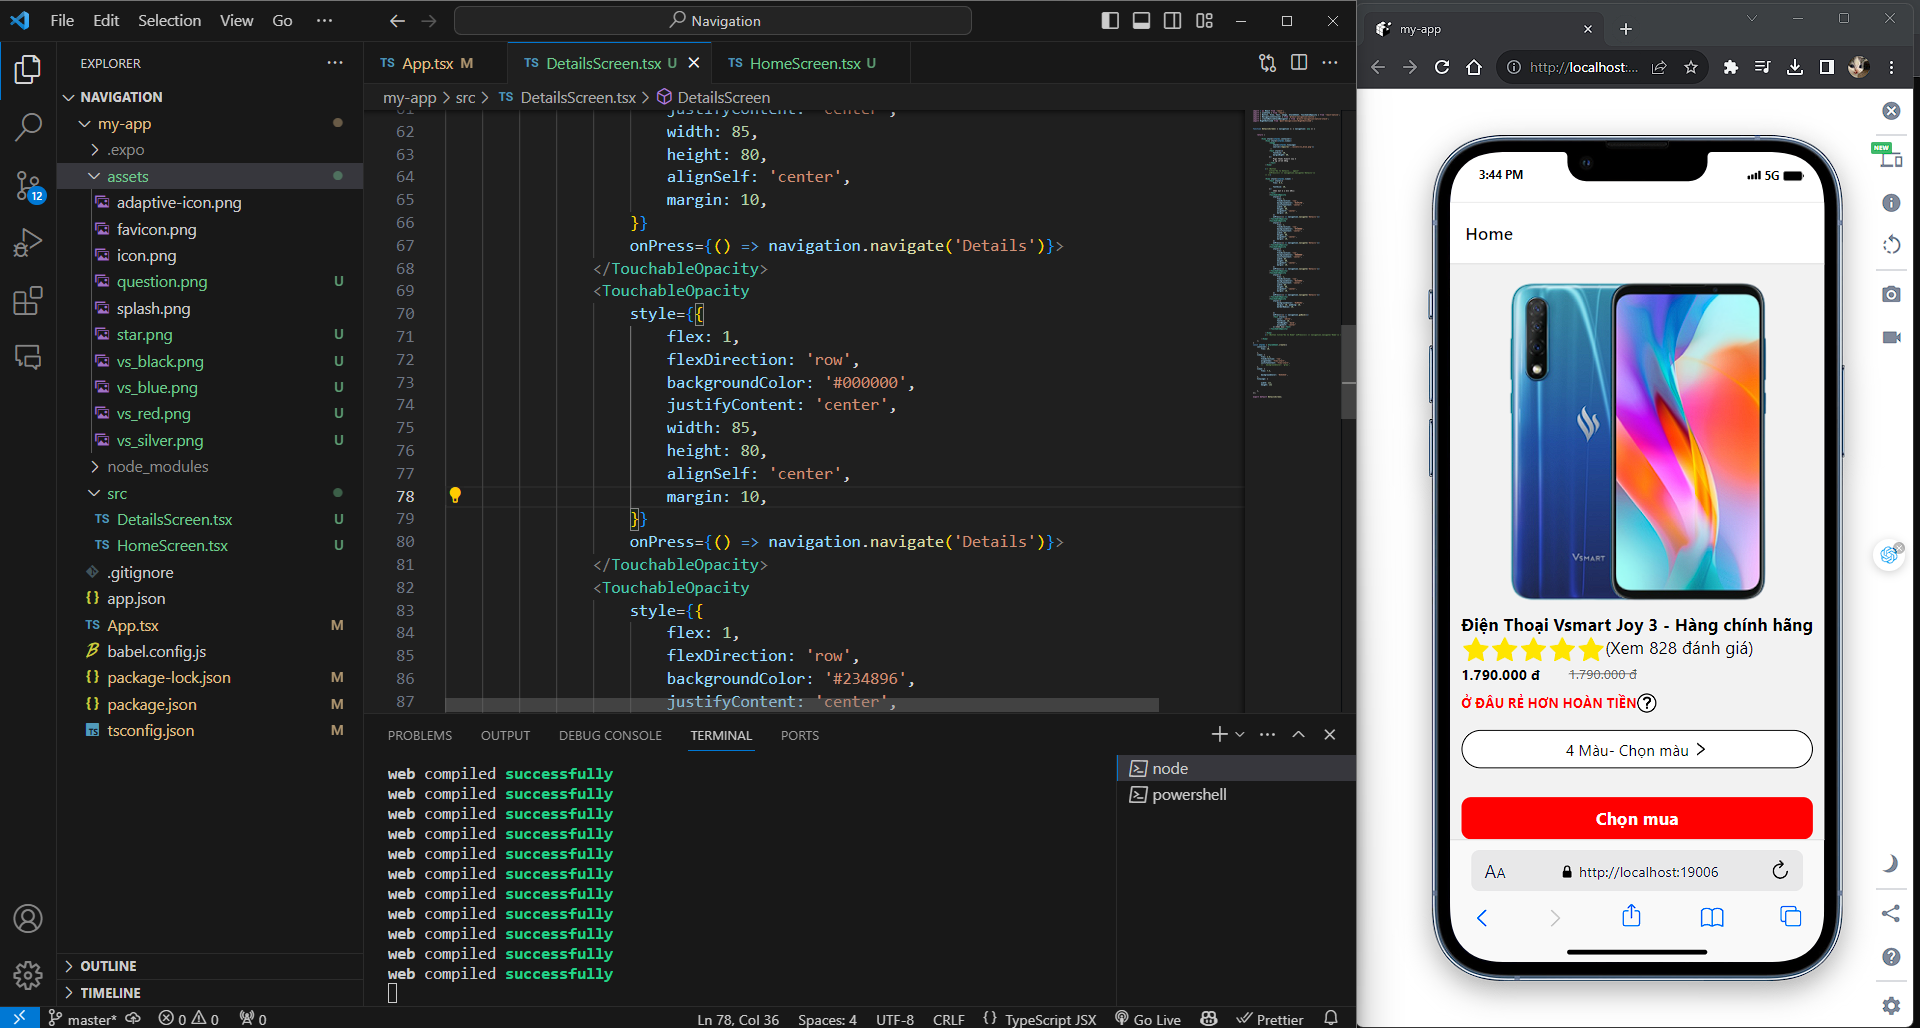 File Edit Selection View Go ···
Navigation
EXPLORER
NAVIGATION
my-app
.expo
assets
adaptive-icon.png
favicon.png
icon.png
question.png U
splash.png
star.png U
vs_black.png U
vs_blue.png U
vs_red.png U
vs_silver.png U
node_modules
src
TS DetailsScreen.tsx U
TS HomeScreen.tsx U
.gitignore
{} app.json
TS App.tsx M
babel.config.js
{} package-lock.json M
{} package.json M
TS tsconfig.json M
OUTLINE
TIMELINE
12
TS App.tsx M
TS DetailsScreen.tsx U
TS HomeScreen.tsx U
my-app > src > TS DetailsScreen.tsx > DetailsScreen
61 justifyContent: 'center',
62 width: 85,
63 height: 80,
64 alignSelf: 'center',
65 margin: 10,
66 }}
67 onPress={() => navigation.navigate('Details')}>
68 </TouchableOpacity>
69 <TouchableOpacity
70 style={{
71 flex: 1,
72 flexDirection: 'row',
73 backgroundColor: '#000000',
74 justifyContent: 'center',
75 width: 85,
76 height: 80,
77 alignSelf: 'center',
78 margin: 10,
79 }}
80 onPress={() => navigation.navigate('Details')}>
81 </TouchableOpacity>
82 <TouchableOpacity
83 style={{
84 flex: 1,
85 flexDirection: 'row',
86 backgroundColor: '#234896',
87 justifyContent: 'center',
PROBLEMS OUTPUT DEBUG CONSOLE TERMINAL PORTS
web compiled successfully
web compiled successfully
web compiled successfully
web compiled successfully
web compiled successfully
web compiled successfully
web compiled successfully
web compiled successfully
web compiled successfully
web compiled successfully
web compiled successfully
node
powershell
master* 0 0 0
Ln 78, Col 36 Spaces: 4 UTF-8 CRLF {} TypeScript JSX Go Live Prettier
my-app
http://localhost:...
NEW
3:44 PM
5G
Home
VSMART
Điện Thoại Vsmart Joy 3 - Hàng chính hãng
(Xem 828 đánh giá)
1.790.000 đ 1.790.000 đ
Ở ĐÂU RẺ HƠN HOÀN TIỀN
4 Màu- Chọn màu
Chọn mua
AA http://localhost:19006